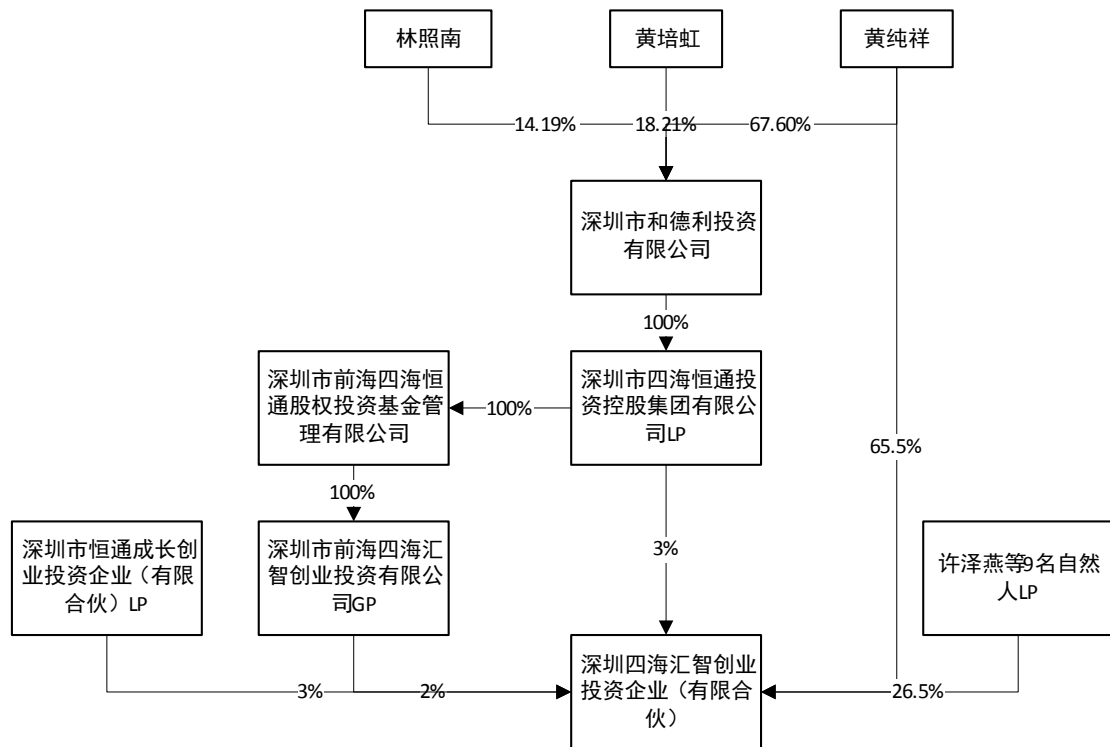 林照南
黄培虹
黄纯祥
14.19%
18.21%
67.60%
深圳市和德利投资
有限公司
100%
深圳市前海四海恒
通股权投资基金管
理有限公司
100%
深圳市四海恒通投
资控股集团有限公
司LP
65.5%
100%
深圳市恒通成长创
业投资企业（有限
合伙）LP
深圳市前海四海汇
智创业投资有限公
司GP
3%
许泽燕等9名自然
人LP
深圳四海汇智创业
投资企业（有限合
伙）
3%
2%
26.5%